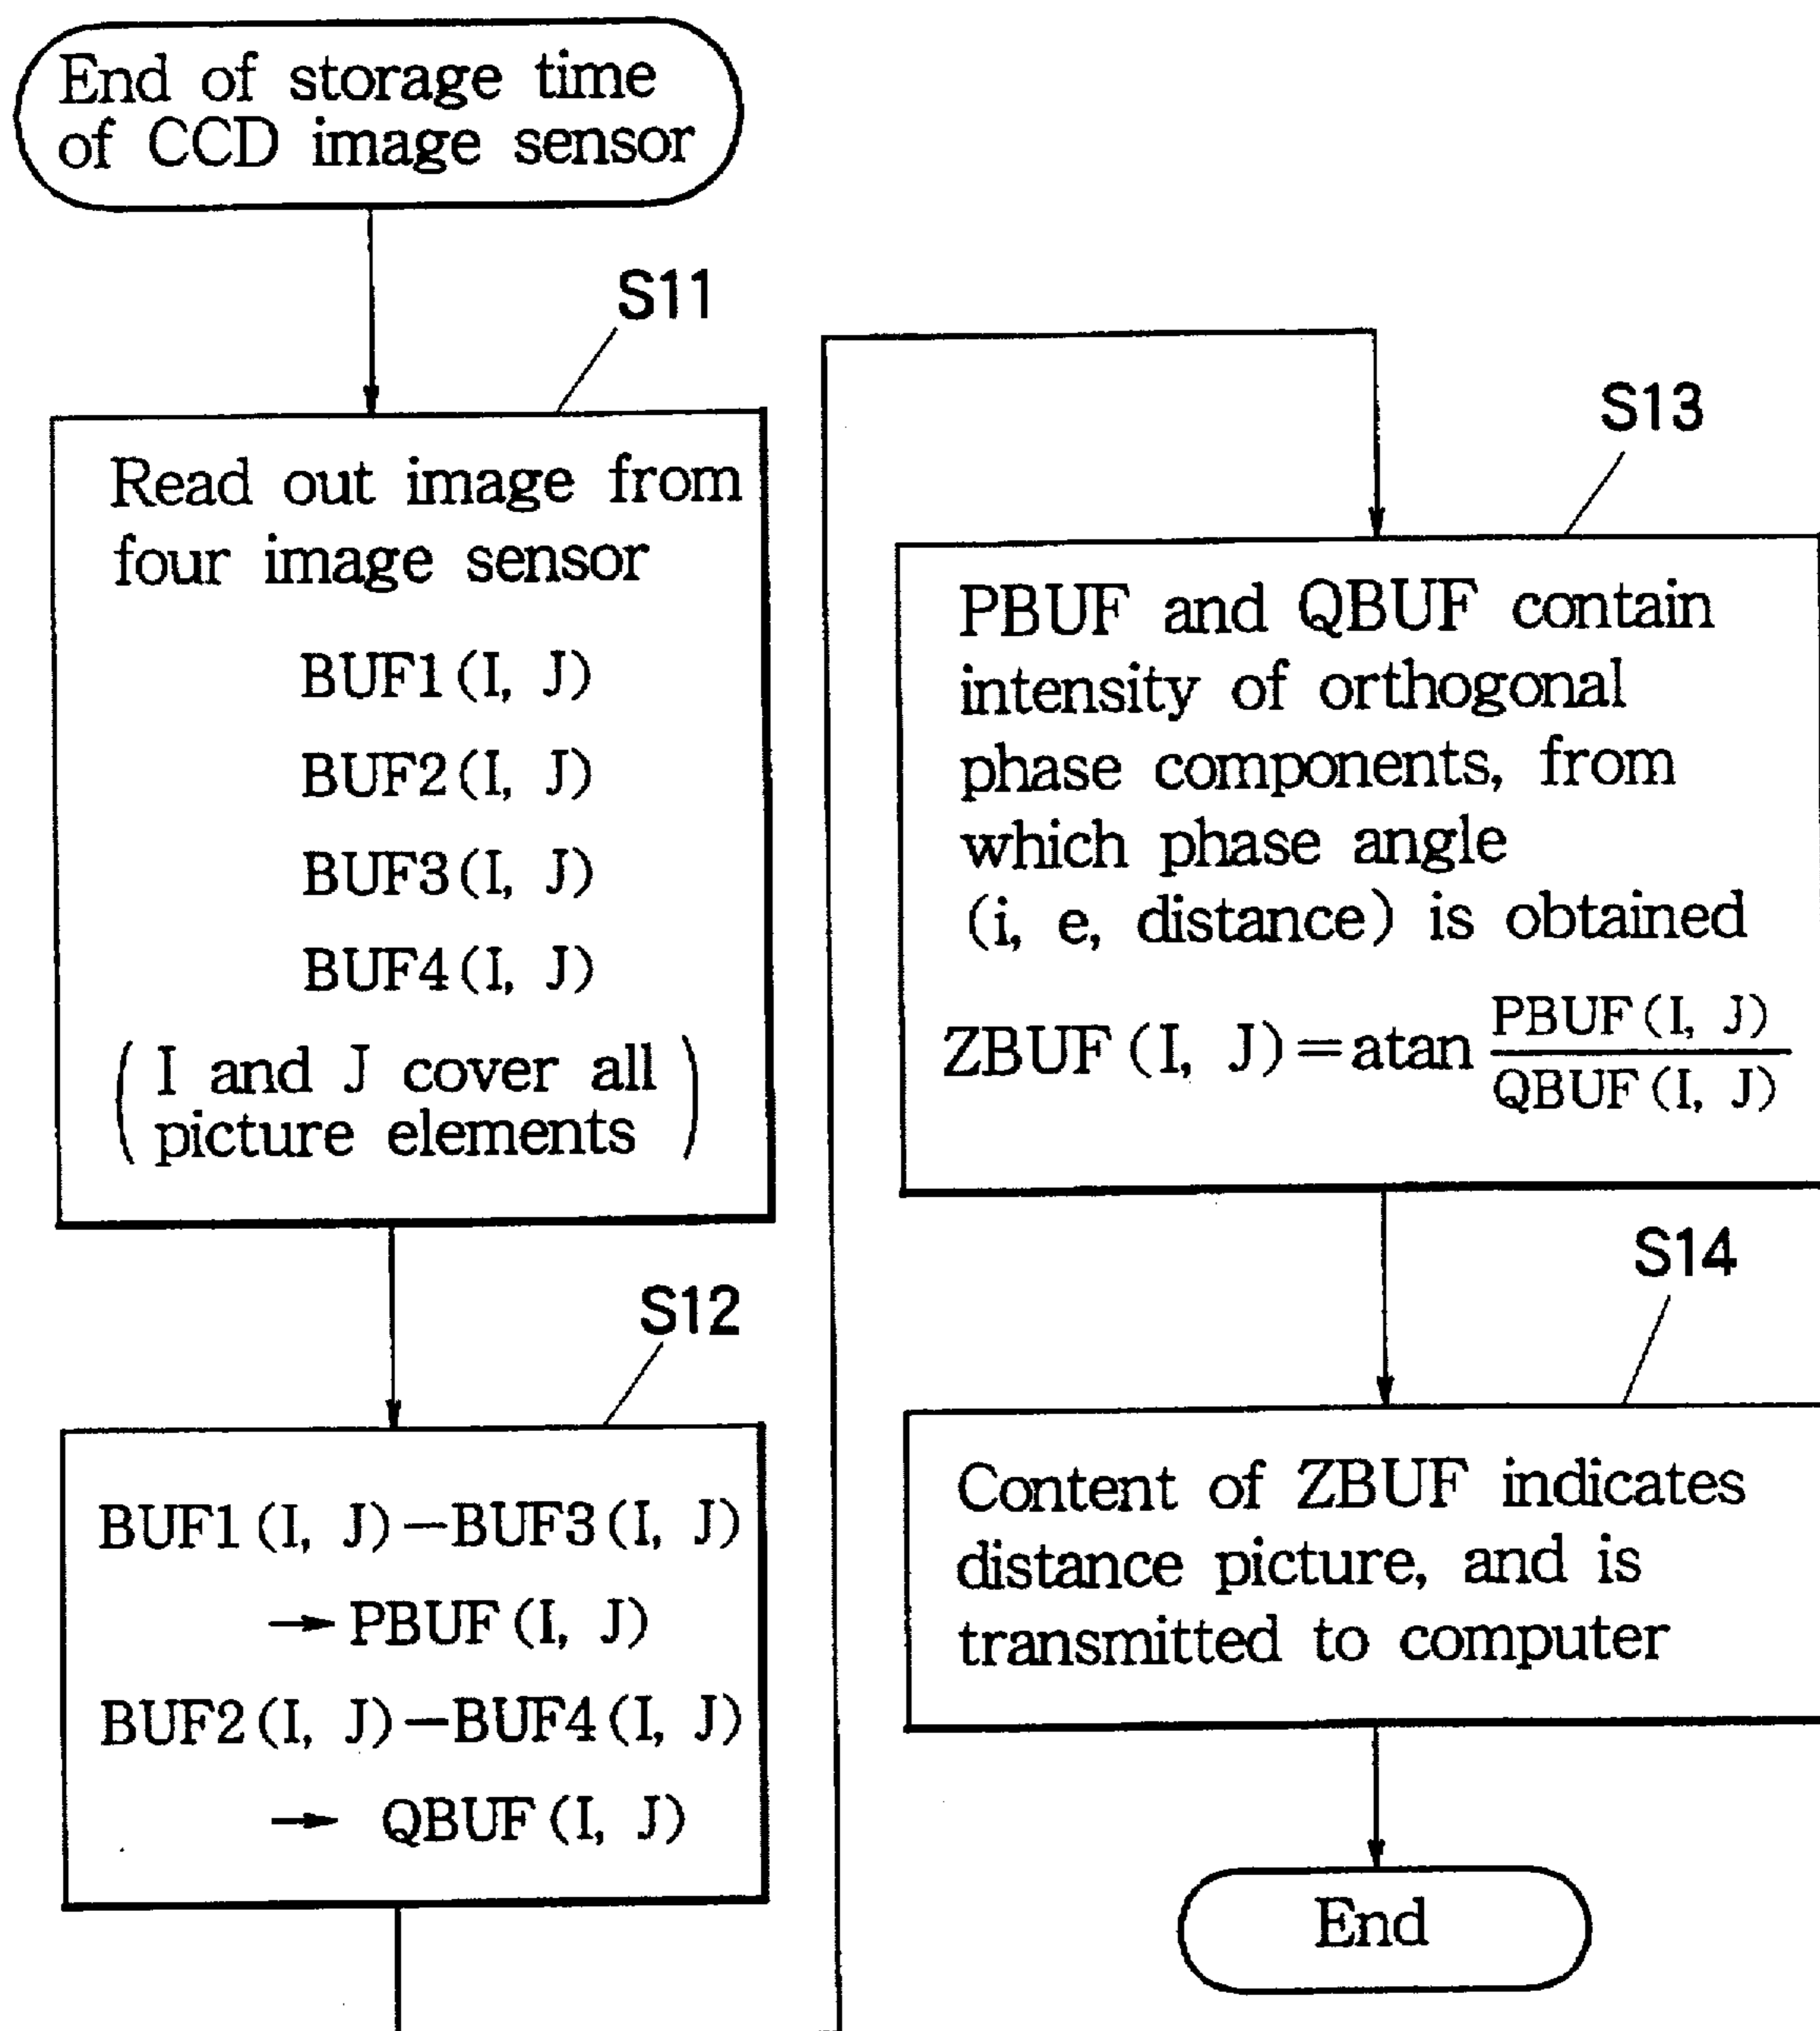 End of storage time
of CCD image sensor
S11
Read out image from
four image sensor
BUF1(I, J)
BUF2(I, J)
BUF3(I, J)
BUF4(I, J)
( I and J cover all
picture elements )
S12
BUF1(I, J)—BUF3(I, J)
→ PBUF(I, J)
BUF2(I, J)—BUF4(I, J)
→ QBUF(I, J)
S13
PBUF and QBUF contain
intensity of orthogonal
phase components, from
which phase angle
(i, e, distance) is obtained
ZBUF(I, J)=atan PBUF(I, J)
QBUF(I, J)
S14
Content of ZBUF indicates
distance picture, and is
transmitted to computer
End